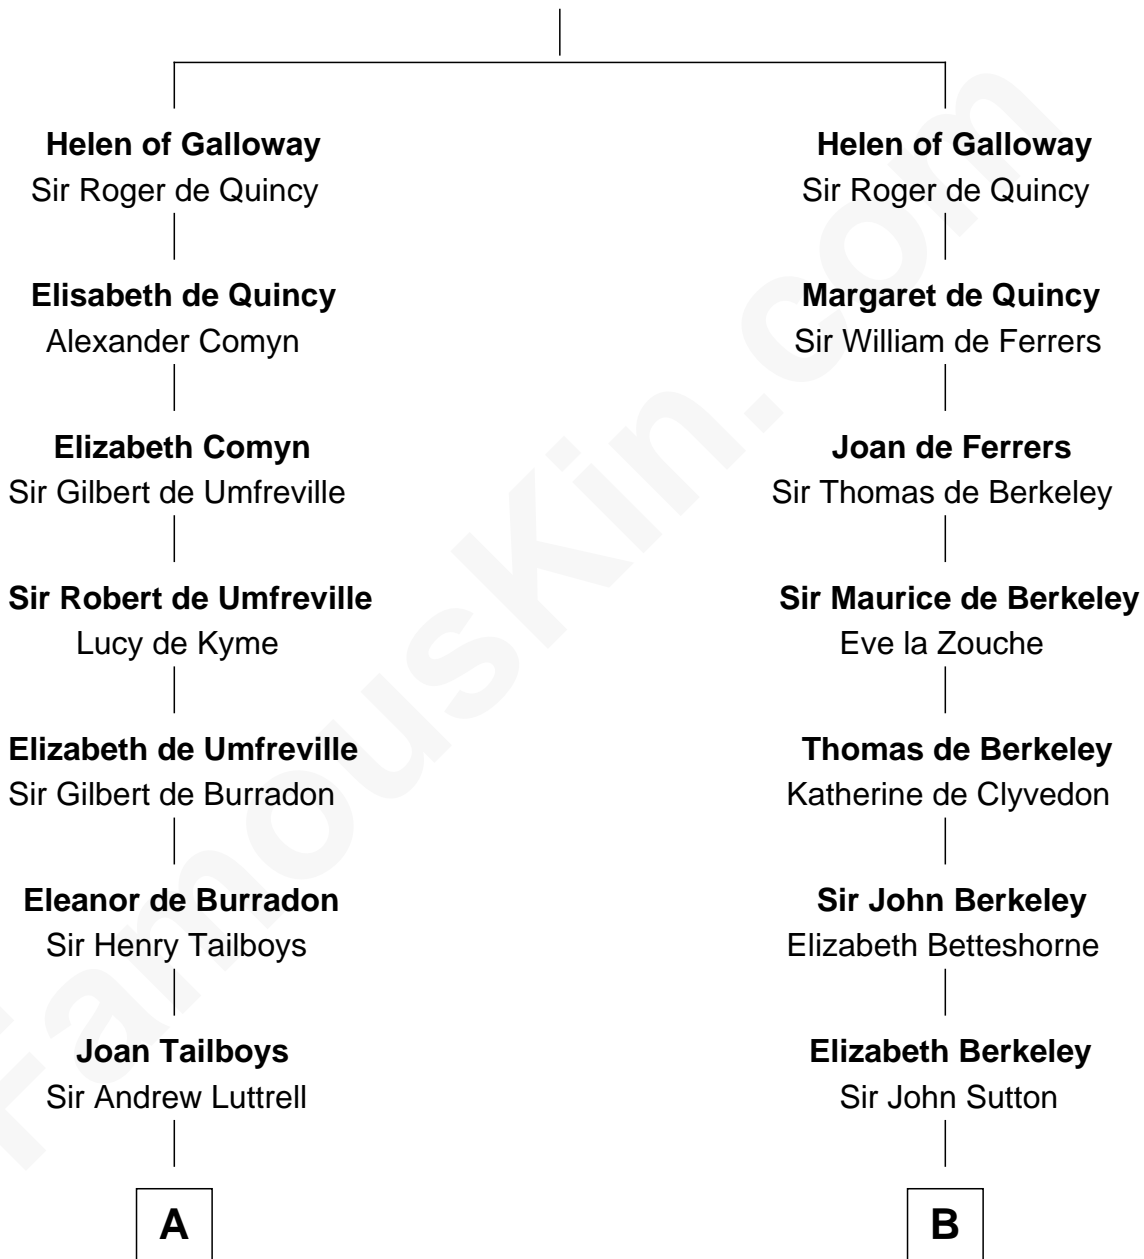 Helen of Galloway
Sir Roger de Quincy
Elisabeth de Quincy
Alexander Comyn
Elizabeth Comyn
Sir Gilbert de Umfreville
Sir Robert de Umfreville
Lucy de Kyme
Elizabeth de Umfreville
Sir Gilbert de Burradon
Eleanor de Burradon
Sir Henry Tailboys
Joan Tailboys
Sir Andrew Luttrell
A
Helen of Galloway
Sir Roger de Quincy
Margaret de Quincy
Sir William de Ferrers
Joan de Ferrers
Sir Thomas de Berkeley
Sir Maurice de Berkeley
Eve la Zouche
Thomas de Berkeley
Katherine de Clyvedon
Sir John Berkeley
Elizabeth Betteshorne
Elizabeth Berkeley
Sir John Sutton
B
FamousKin.com